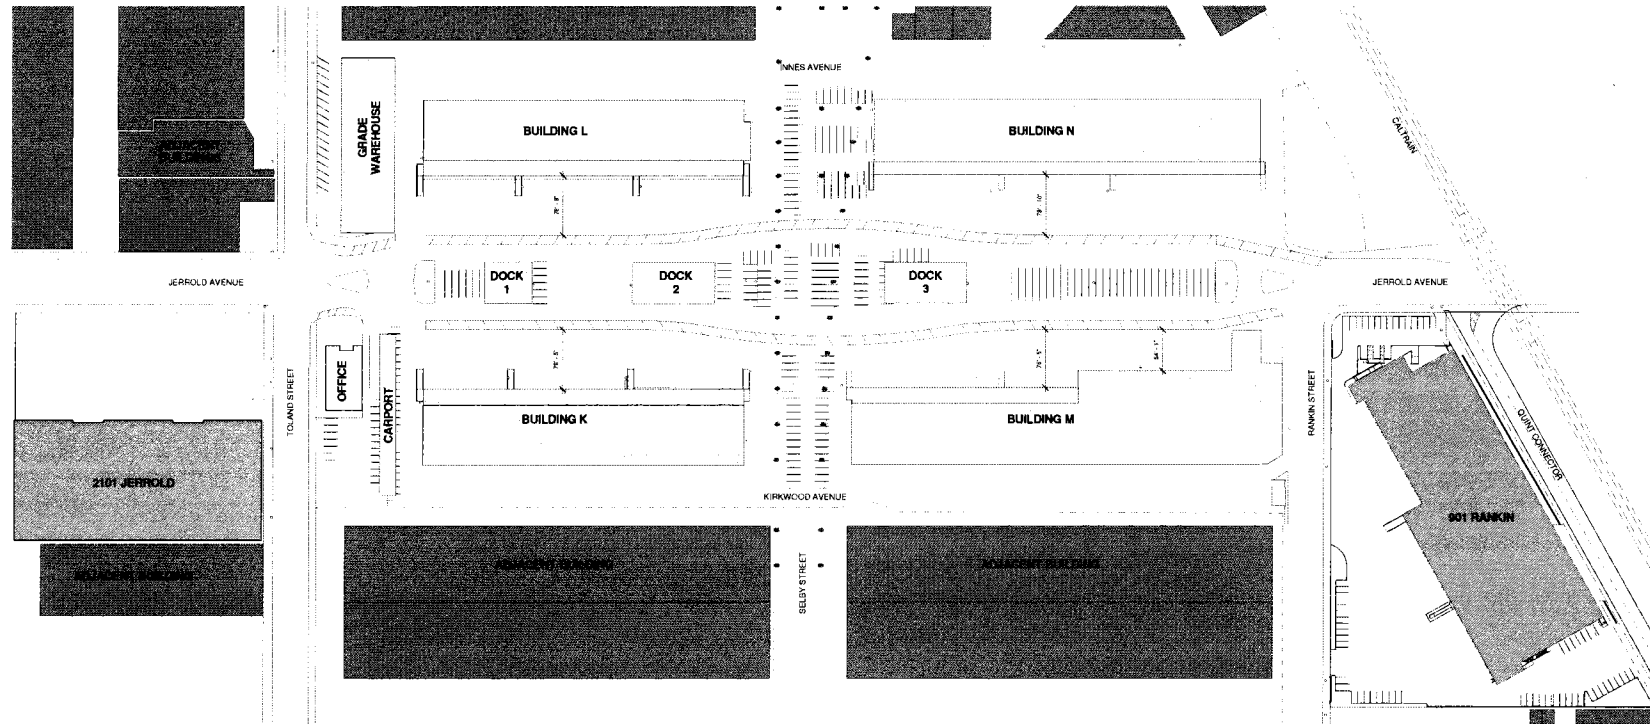 INNES AVENUE
CALTRAIN
GRADE
WAREHOUSE
BUILDING L
BUILDING N
JERROLD AVENUE
DOCK
1
DOCK
2
DOCK
3
JERROLD AVENUE
TOLAND STREET
OFFICE
CARPORT
BUILDING K
BUILDING M
RANKIN STREET
QUINT CONNECTOR
2101 JERROLD
KIRKWOOD AVENUE
901 RANKIN
ADJACENT BUILDING
ADJACENT BUILDING
ADJACENT BUILDING
SELBY STREET